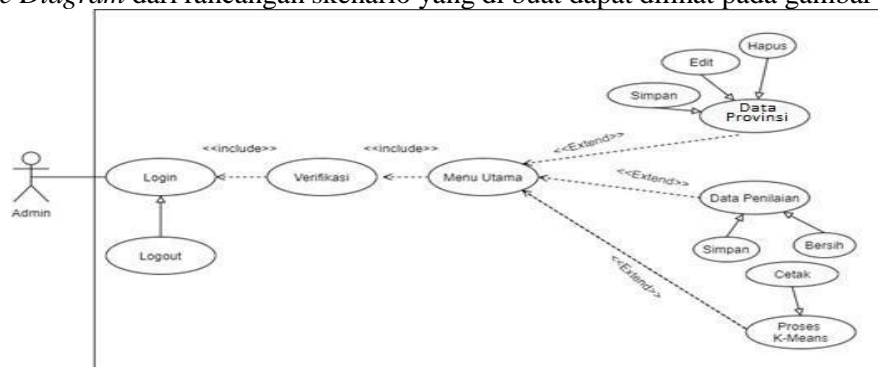 Diagram dari rancangan skenario yang di buat dapat dilihat pada gambar
Hapus
Edit
Simpan
Data
Provinsi
<<Extend>>
<<include>>
<<include>>
<<Extend>>
Login
Verifikasi
Menu Utama
Data Penilaian
Admin
Simpan
Bersih
Logout
<<Extend>>
Cetak
Proses
K-Means